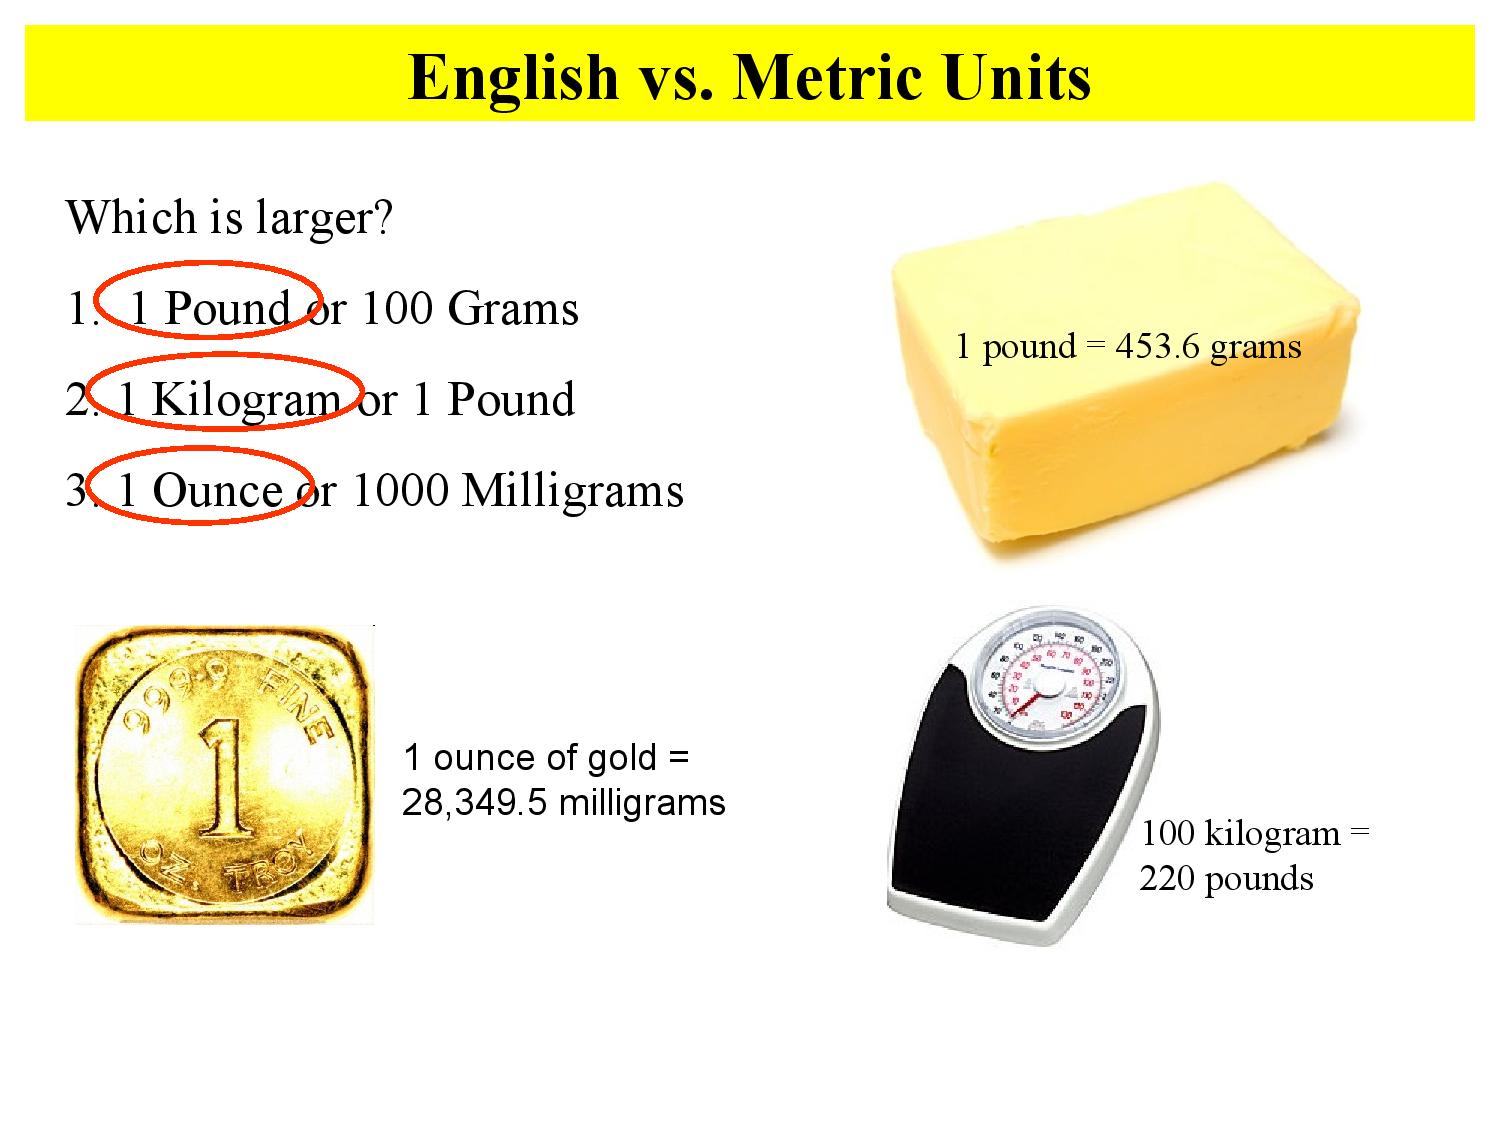 English vs. Metric Units
Which is larger?
1. 1 Pound or 100 Grams
2. 1 Kilogram or 1 Pound
3. 1 Ounce or 1000 Milligrams
1 pound = 453.6 grams
999.9 FINE
1
OZ. TROY
1 ounce of gold =
28,349.5 milligrams
100 kilogram =
220 pounds